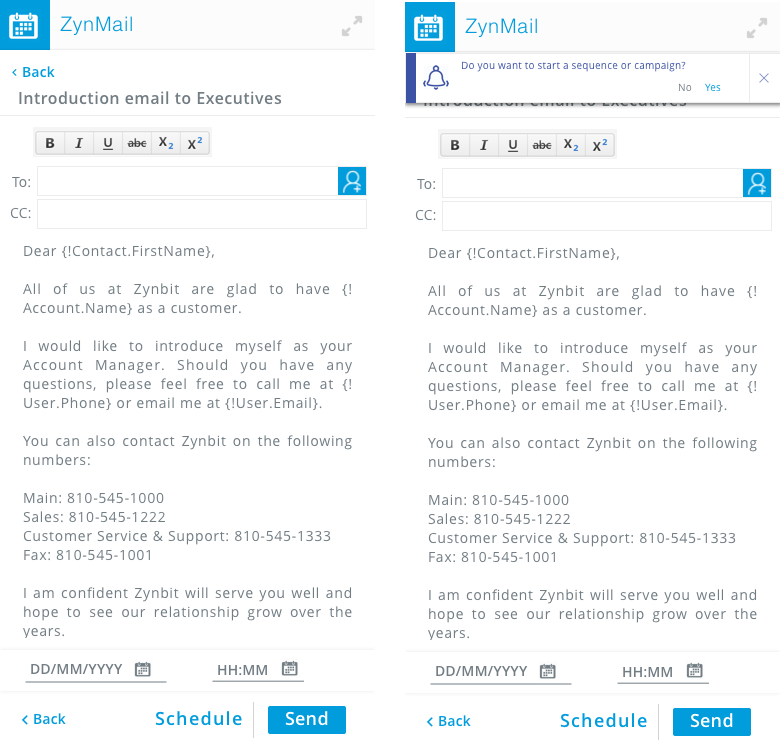 ZynMail
‹ Back
Introduction email to Executives
B I U abc X2 X2
To:
CC:
Dear {!Contact.FirstName},
All of us at Zynbit are glad to have {!
Account.Name} as a customer.
I would like to introduce myself as your
Account Manager. Should you have any
questions, please feel free to call me at {!
User.Phone} or email me at {!User.Email}.
You can also contact Zynbit on the following
numbers:
Main: 810-545-1000
Sales: 810-545-1222
Customer Service & Support: 810-545-1333
Fax: 810-545-1001
I am confident Zynbit will serve you well and
hope to see our relationship grow over the
years.
DD/MM/YYYY HH:MM
‹ Back Schedule Send
ZynMail
Do you want to start a sequence or campaign?
No Yes
Introduction email to Executives
B I U abc X2 X2
To:
CC:
Dear {!Contact.FirstName},
All of us at Zynbit are glad to have {!
Account.Name} as a customer.
I would like to introduce myself as your
Account Manager. Should you have any
questions, please feel free to call me at {!
User.Phone} or email me at {!User.Email}.
You can also contact Zynbit on the following
numbers:
Main: 810-545-1000
Sales: 810-545-1222
Customer Service & Support: 810-545-1333
Fax: 810-545-1001
I am confident Zynbit will serve you well and
hope to see our relationship grow over the
years.
DD/MM/YYYY HH:MM
‹ Back Schedule Send